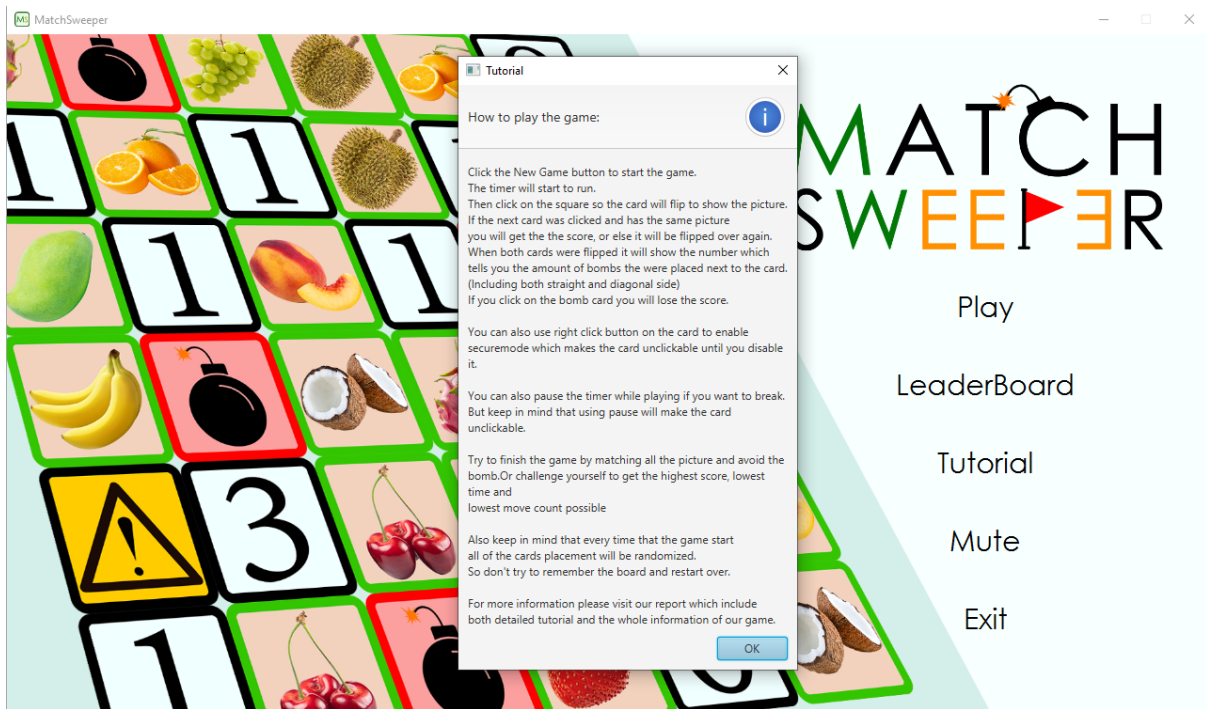 MatchSweeper
Tutorial
How to play the game:
Click the New Game button to start the game.
The timer will start to run.
Then click on the square so the card will flip to show the picture.
If the next card was clicked and has the same picture
you will get the the score, or else it will be flipped over again.
When both cards were flipped it will show the number which
tells you the amount of bombs the were placed next to the card.
(Including both straight and diagonal side)
If you click on the bomb card you will lose the score.
You can also use right click button on the card to enable
securemode which makes the card unclickable until you disable
it.
You can also pause the timer while playing if you want to break.
But keep in mind that using pause will make the card
unclickable.
Try to finish the game by matching all the picture and avoid the
bomb.Or challenge yourself to get the highest score, lowest
time and
lowest move count possible
Also keep in mind that every time that the game start
all of the cards placement will be randomized.
So don't try to remember the board and restart over.
For more information please visit our report which include
both detailed tutorial and the whole information of our game.
OK
MATCH
SWEEPER
Play
LeaderBoard
Tutorial
Mute
Exit
1
1
1
1
1
!
3
1